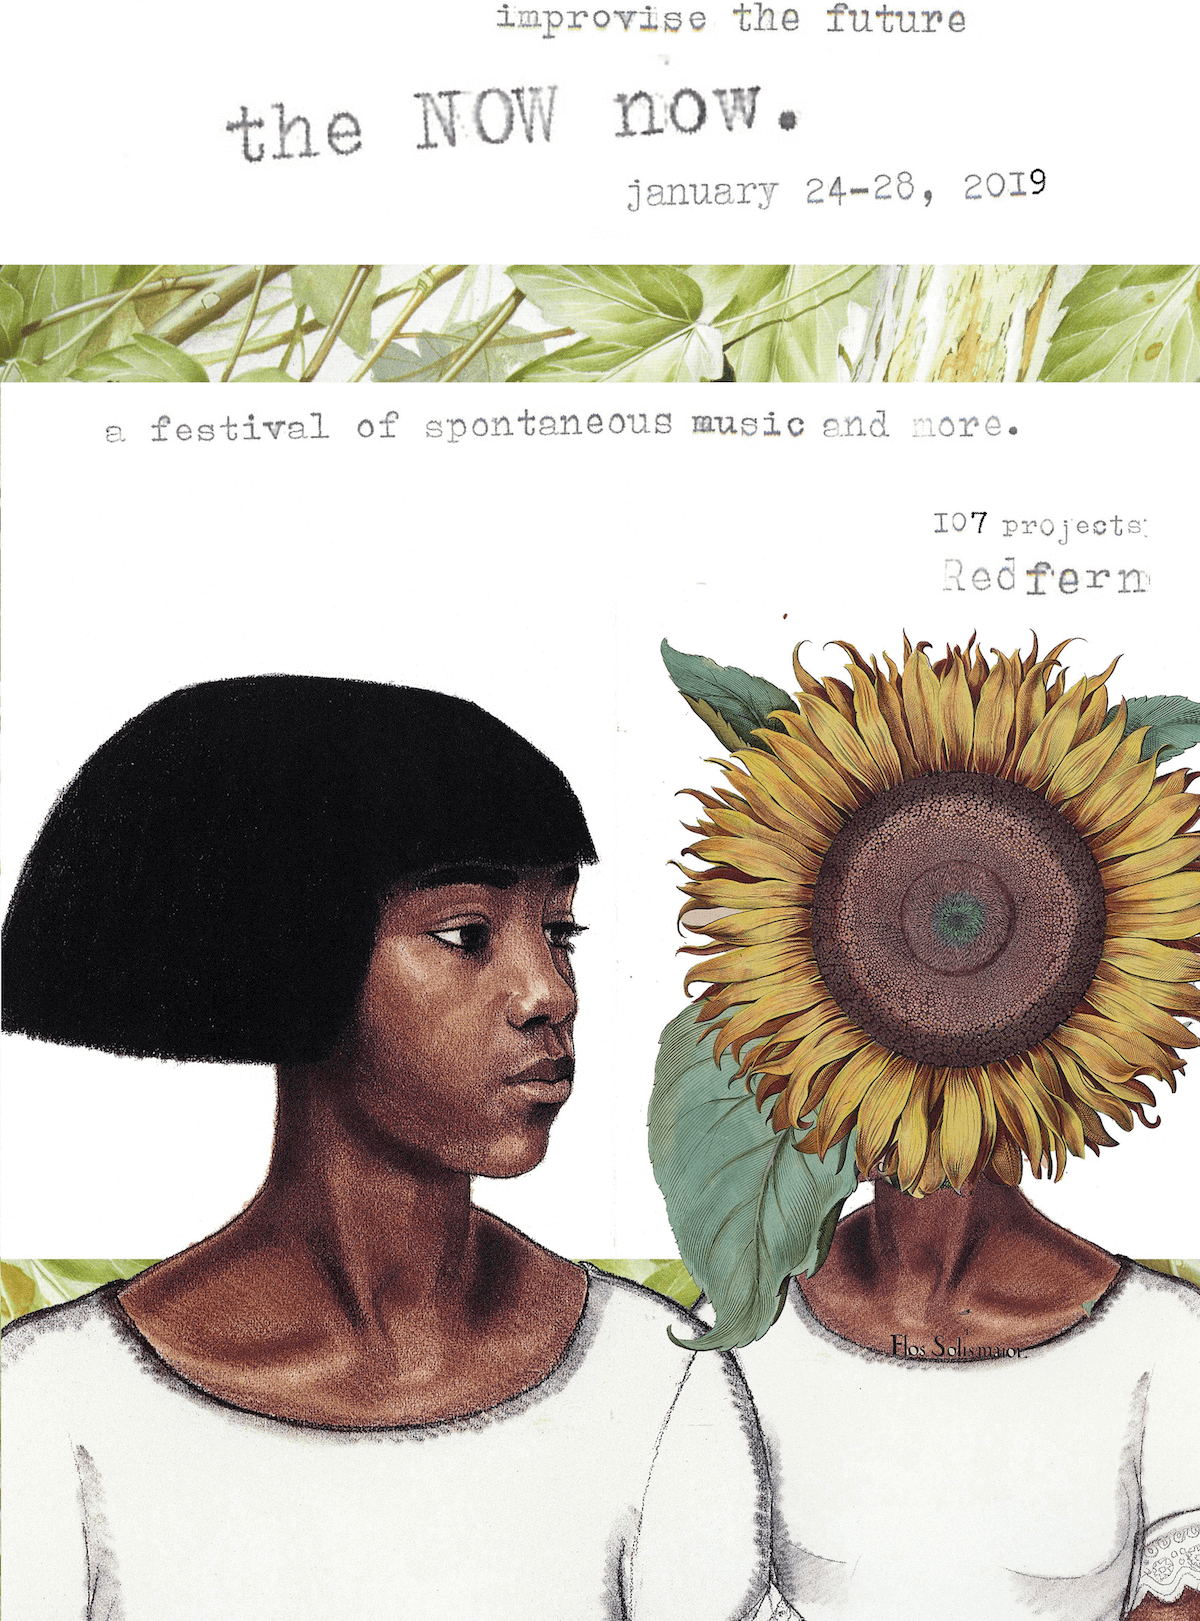 improvise the future
the NOW now.
january 24-28, 2019
a festival of spontaneous music and more.
107 projects
Redfern
Flos Solis maior.